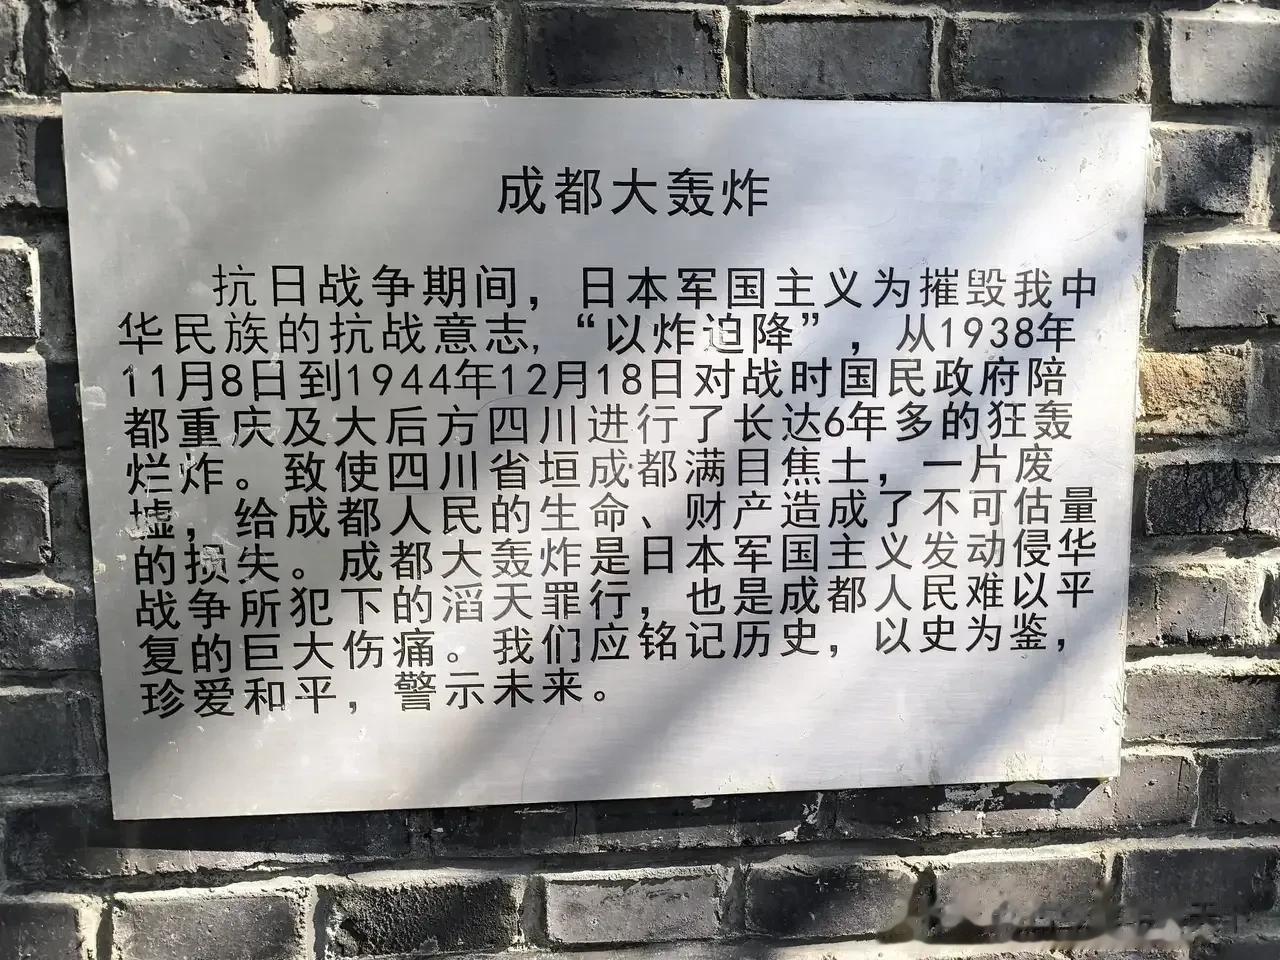 成都大轰炸
抗日战争期间，日本军国主义为摧毁我中
华民族的抗战意志，“以炸迫降”，从1938年
11月8日到1944年12月18日对战时国民政府陪
都重庆及大后方四川进行了长达6年多的狂轰
烂炸。致使四川省垣成都满目焦土，一片废
墟，给成都人民的生命、财产造成了不可估量
的损失。成都大轰炸是日本军国主义发动侵华
战争所犯下的滔天罪行，也是成都人民难以平
复的巨大伤痛。我们应铭记历史，以史为鉴，
珍爱和平，警示未来。